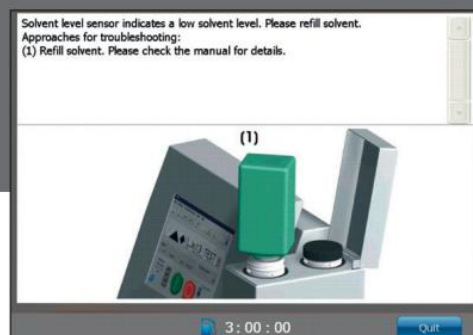 Solvent level sensor indicates a low solvent level. Please refill solvent.
Approaches for troubleshooting:
(1) Refill solvent. Please check the manual for details.
(1)
3:00:00
Quit